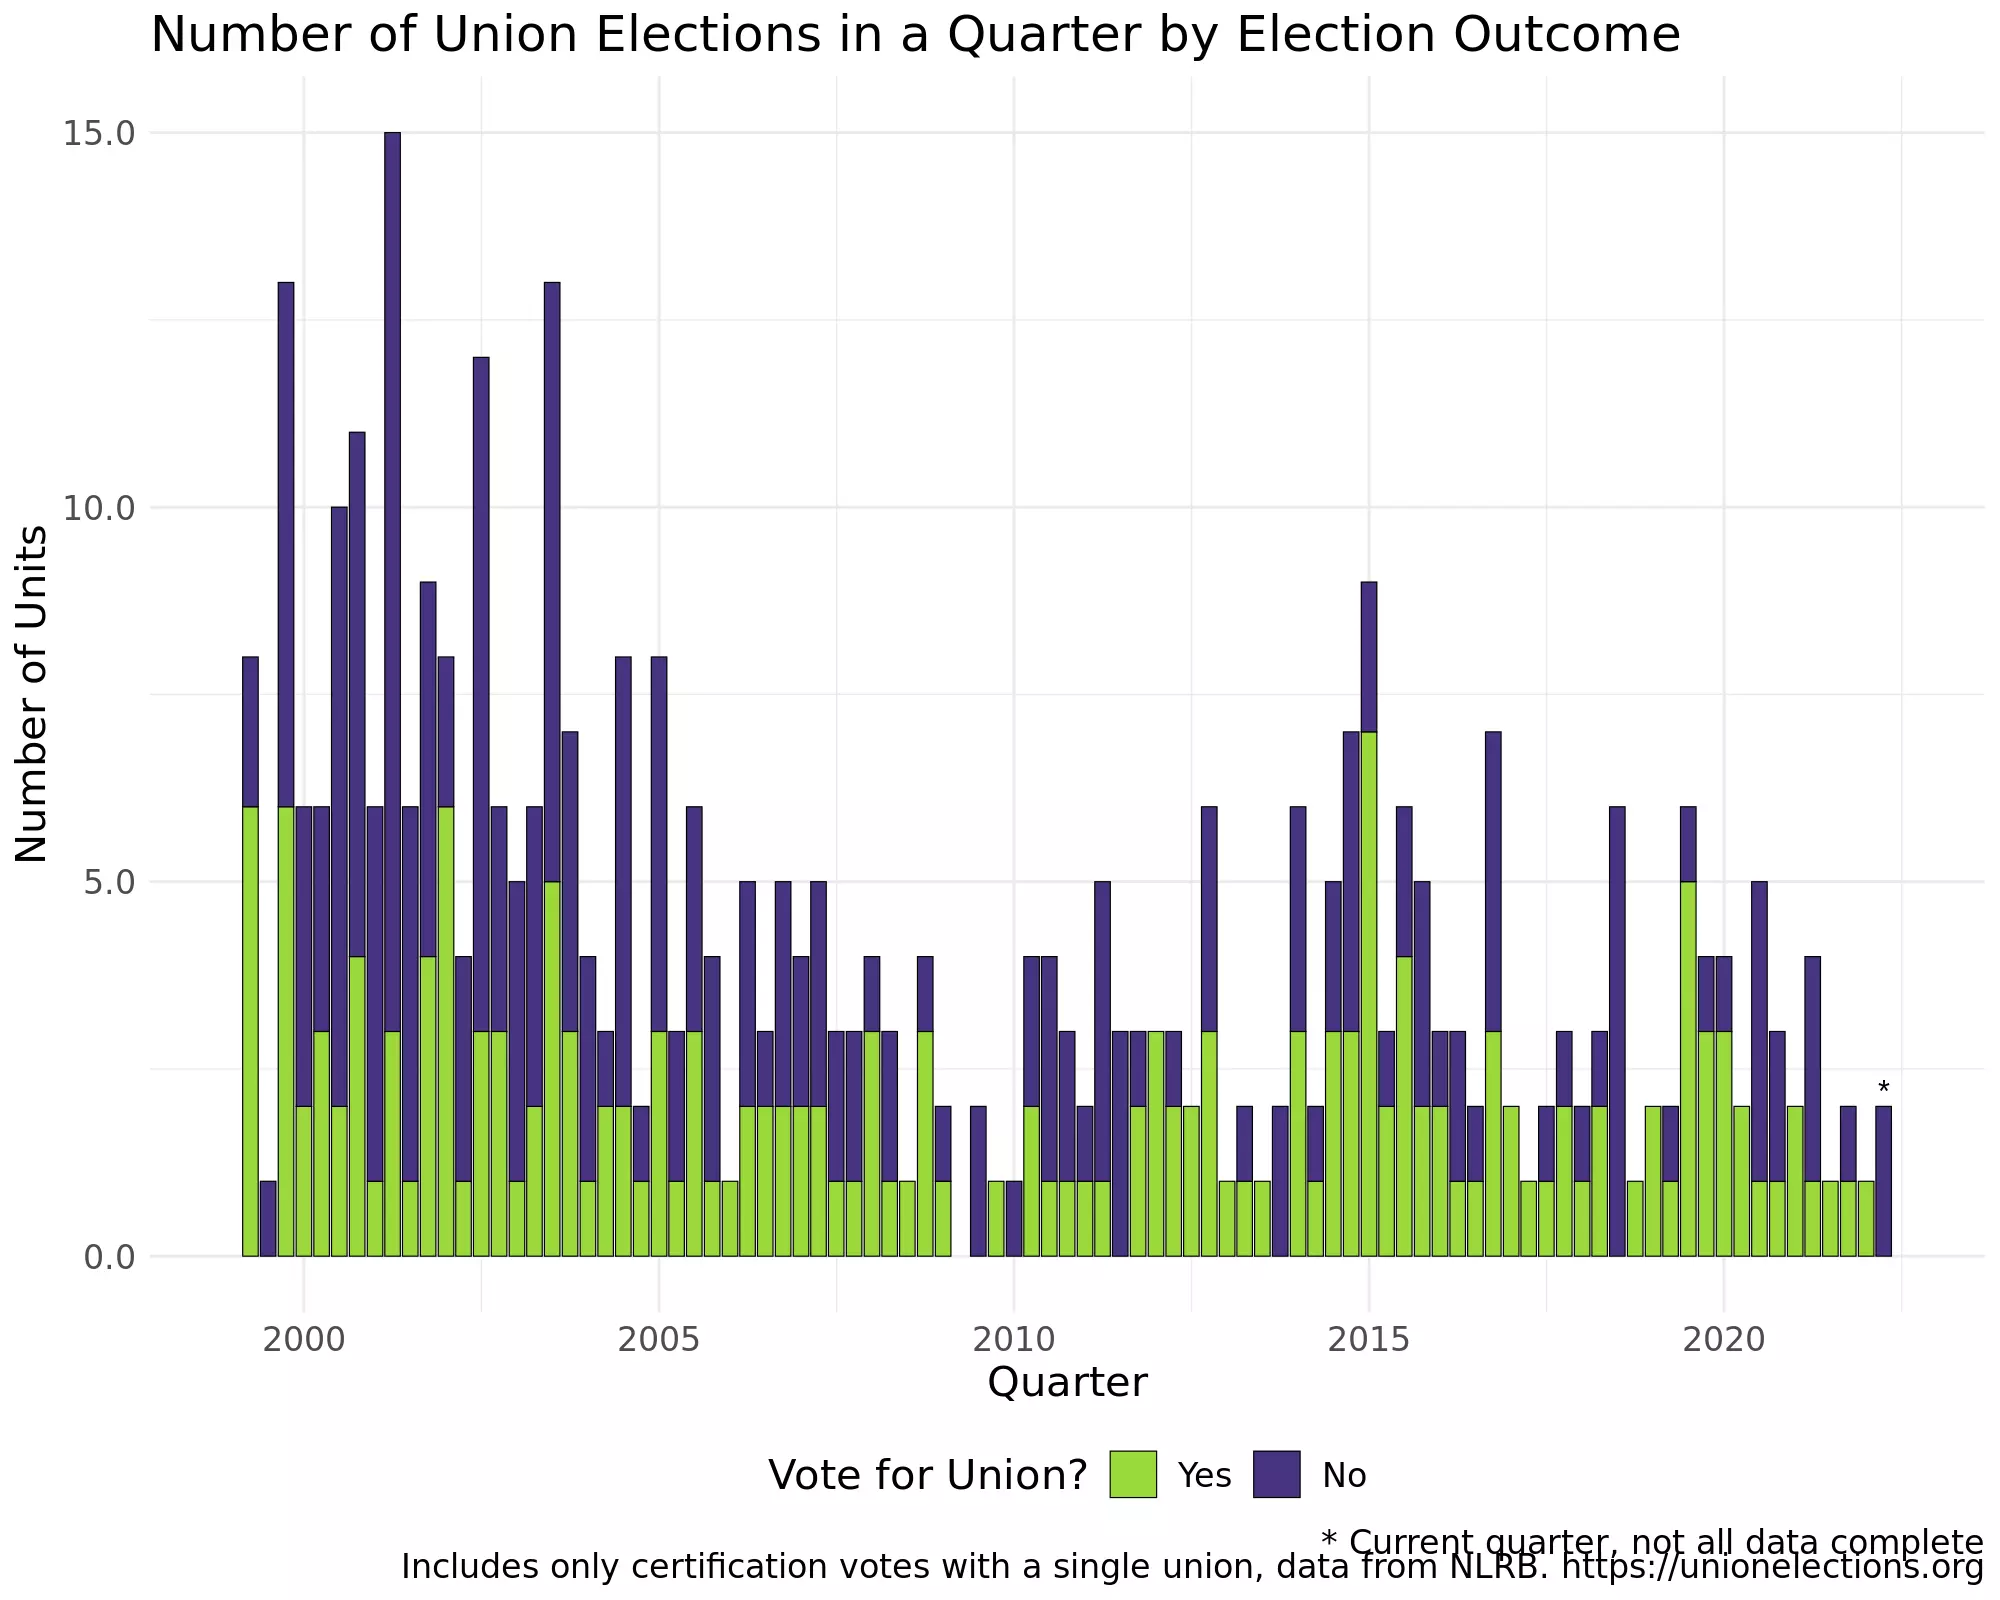 Number of Union Elections in a Quarter by Election Outcome
15.0
10.0
5.0
0.0
Number of Units
*
2000 2005 2010 2015 2020
Quarter
Vote for Union? Yes No
* Current quarter, not all data complete
Includes only certification votes with a single union, data from NLRB. https://unionelections.org